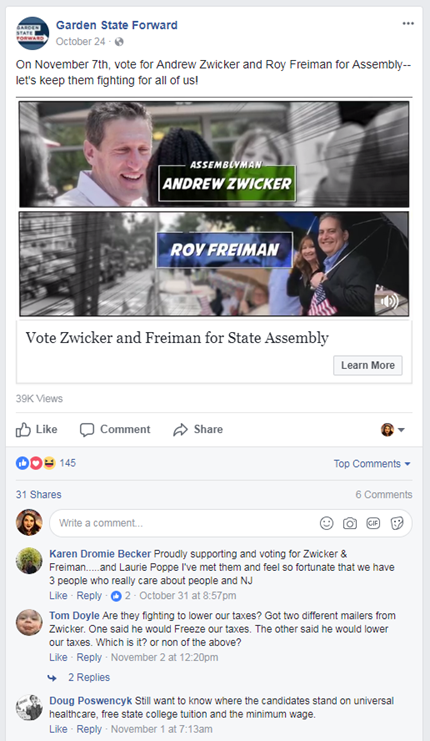 GARDEN
STATE
FORWARD
Garden State Forward
October 24 ·
On November 7th, vote for Andrew Zwicker and Roy Freiman for Assembly--
let's keep them fighting for all of us!
ASSEMBLYMAN
ANDREW ZWICKER
ROY FREIMAN
Vote Zwicker and Freiman for State Assembly
Learn More
39K Views
Like Comment Share
145 Top Comments
31 Shares 6 Comments
Write a comment... GIF
Karen Dromie Becker Proudly supporting and voting for Zwicker &
Freiman.....and Laurie Poppe I've met them and feel so fortunate that we have
3 people who really care about people and NJ
Like · Reply · 2 · October 31 at 8:57pm
Tom Doyle Are they fighting to lower our taxes? Got two different mailers from
Zwicker. One said he would Freeze our taxes. The other said he would lower
our taxes. Which is it? or non of the above?
Like · Reply · November 2 at 12:20pm
2 Replies
Doug Poswencyk Still want to know where the candidates stand on universal
healthcare, free state college tuition and the minimum wage.
Like · Reply · November 1 at 7:13am